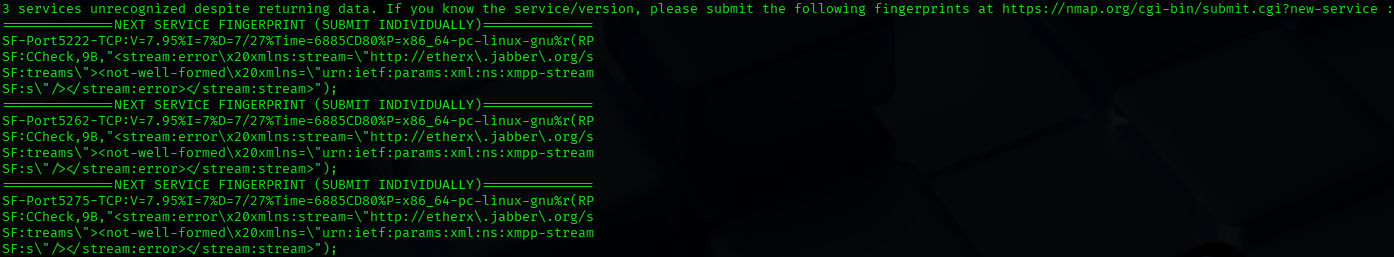 3 services unrecognized despite returning data. If you know the service/version, please submit the following fingerprints at https://nmap.org/cgi-bin/submit.cgi?new-service :
==============NEXT SERVICE FINGERPRINT (SUBMIT INDIVIDUALLY)==============
SF-Port5222-TCP:V=7.95%I=7%D=7/27%Time=6885CD80%P=x86_64-pc-linux-gnu%r(RP
SF:CCheck,9B,"<stream:error\x20xmlns:stream=\"http://etherx\.jabber\.org/s
SF:treams\"><not-well-formed\x20xmlns=\"urn:ietf:params:xml:ns:xmpp-stream
SF:s\"/></stream:error></stream:stream>");
==============NEXT SERVICE FINGERPRINT (SUBMIT INDIVIDUALLY)==============
SF-Port5262-TCP:V=7.95%I=7%D=7/27%Time=6885CD80%P=x86_64-pc-linux-gnu%r(RP
SF:CCheck,9B,"<stream:error\x20xmlns:stream=\"http://etherx\.jabber\.org/s
SF:treams\"><not-well-formed\x20xmlns=\"urn:ietf:params:xml:ns:xmpp-stream
SF:s\"/></stream:error></stream:stream>");
==============NEXT SERVICE FINGERPRINT (SUBMIT INDIVIDUALLY)==============
SF-Port5275-TCP:V=7.95%I=7%D=7/27%Time=6885CD80%P=x86_64-pc-linux-gnu%r(RP
SF:CCheck,9B,"<stream:error\x20xmlns:stream=\"http://etherx\.jabber\.org/s
SF:treams\"><not-well-formed\x20xmlns=\"urn:ietf:params:xml:ns:xmpp-stream
SF:s\"/></stream:error></stream:stream>");